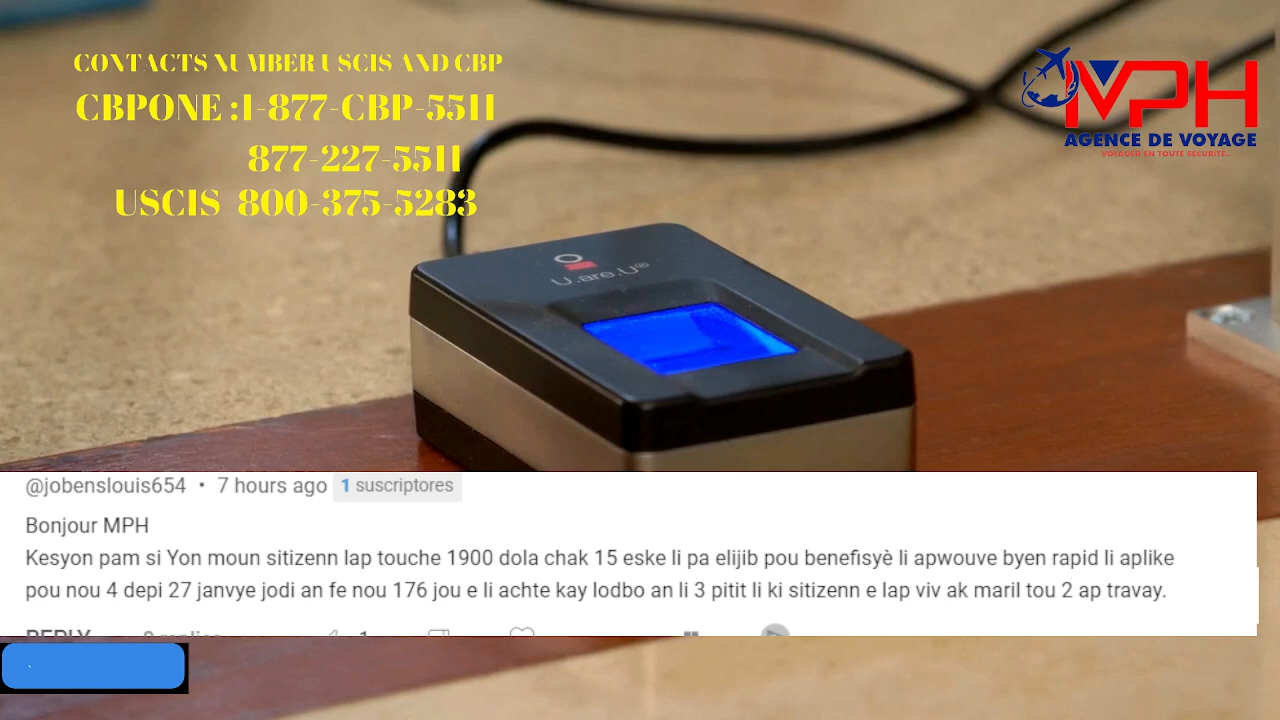 CONTACTS NUMBER USCIS AND CBP
CBPONE :1-877-CBP-5511
877-227-5511
USCIS 800-375-5283
MPH
AGENCE DE VOYAGE
VOYAGER EN TOUTE SECURITE...
U.are.U®
@jobenslouis654 • 7 hours ago 1 suscriptores
Bonjour MPH
Kesyon pam si Yon moun sitizenn lap touche 1900 dola chak 15 eske li pa elijib pou benefisyè li apwouve byen rapid li aplike
pou nou 4 depi 27 janvye jodi an fe nou 176 jou e li achte kay lodbo an li 3 pitit li ki sitizenn e lap viv ak maril tou 2 ap travay.